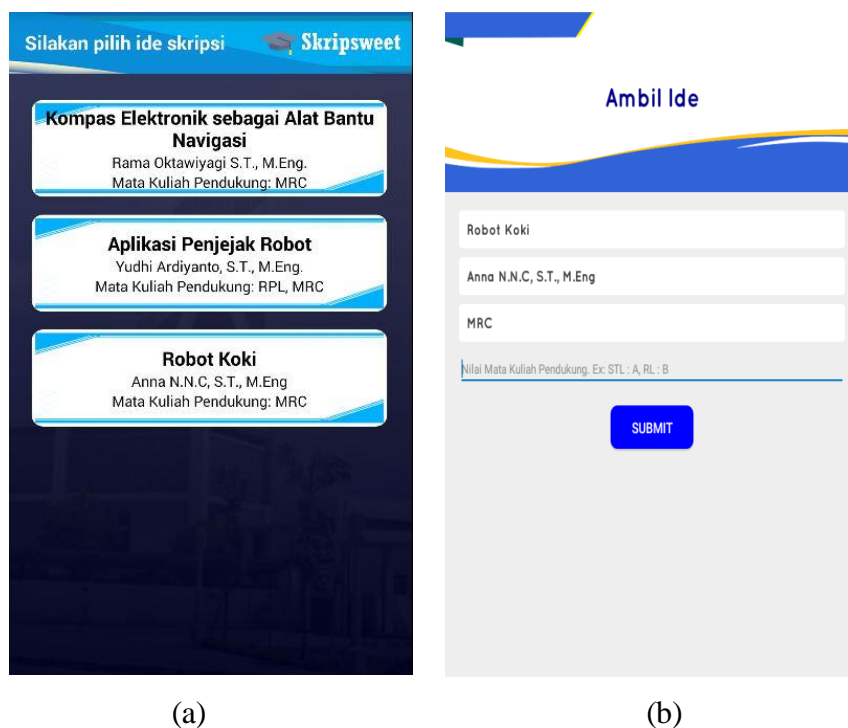 Silakan pilih ide skripsi
Skripsweet
Kompas Elektronik sebagai Alat Bantu
Navigasi
Rama Oktawiyagi S.T., M.Eng.
Mata Kuliah Pendukung: MRC
Aplikasi Penjejak Robot
Yudhi Ardiyanto, S.T., M.Eng.
Mata Kuliah Pendukung: RPL, MRC
Robot Koki
Anna N.N.C, S.T., M.Eng
Mata Kuliah Pendukung: MRC
(a)
Ambil Ide
Robot Koki
Anna N.N.C, S.T., M.Eng
MRC
Nilai Mata Kuliah Pendukung. Ex: STL : A, RL : B
SUBMIT
(b)